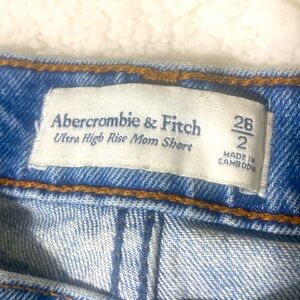 Abercrombie & Fitch
Ultra High Rise Mom Short
26
2
MADE IN
CAMBODIA